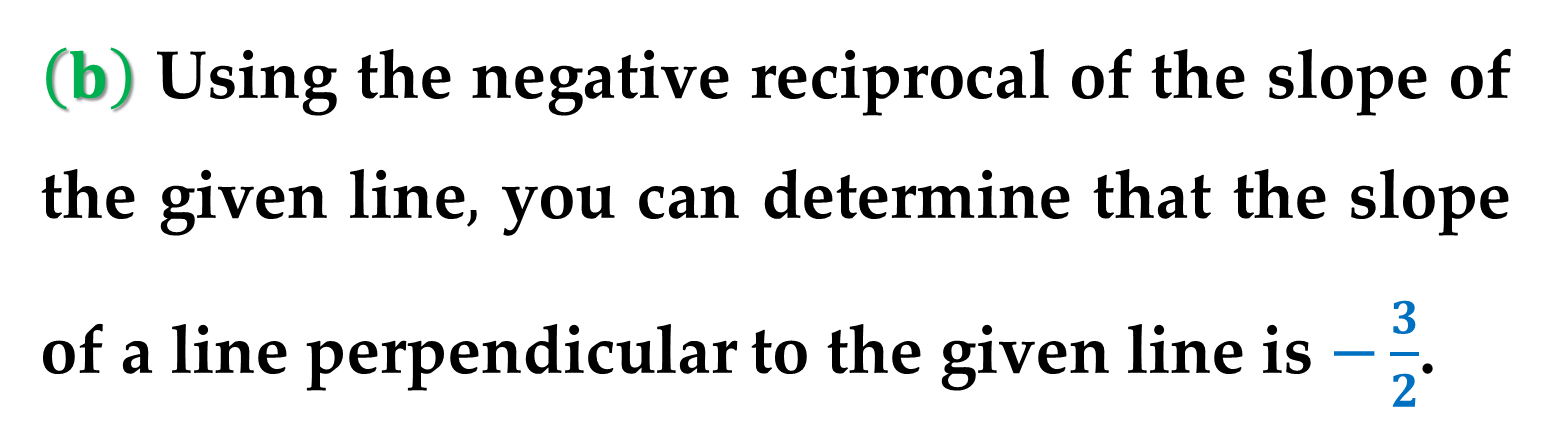 (b) Using the negative reciprocal of the slope of
the given line, you can determine that the slope
of a line perpendicular to the given line is −3/2.